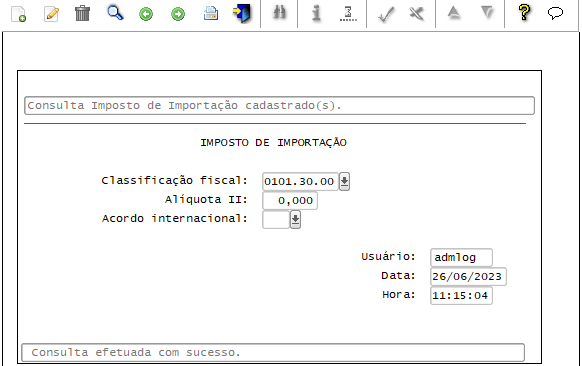 Consulta Imposto de Importação cadastrado(s).
IMPOSTO DE IMPORTAÇÃO
Classificação fiscal: 0101.30.00
Alíquota II: 0,000
Acordo internacional:
Usuário: admlog
Data: 26/06/2023
Hora: 11:15:04
Consulta efetuada com sucesso.